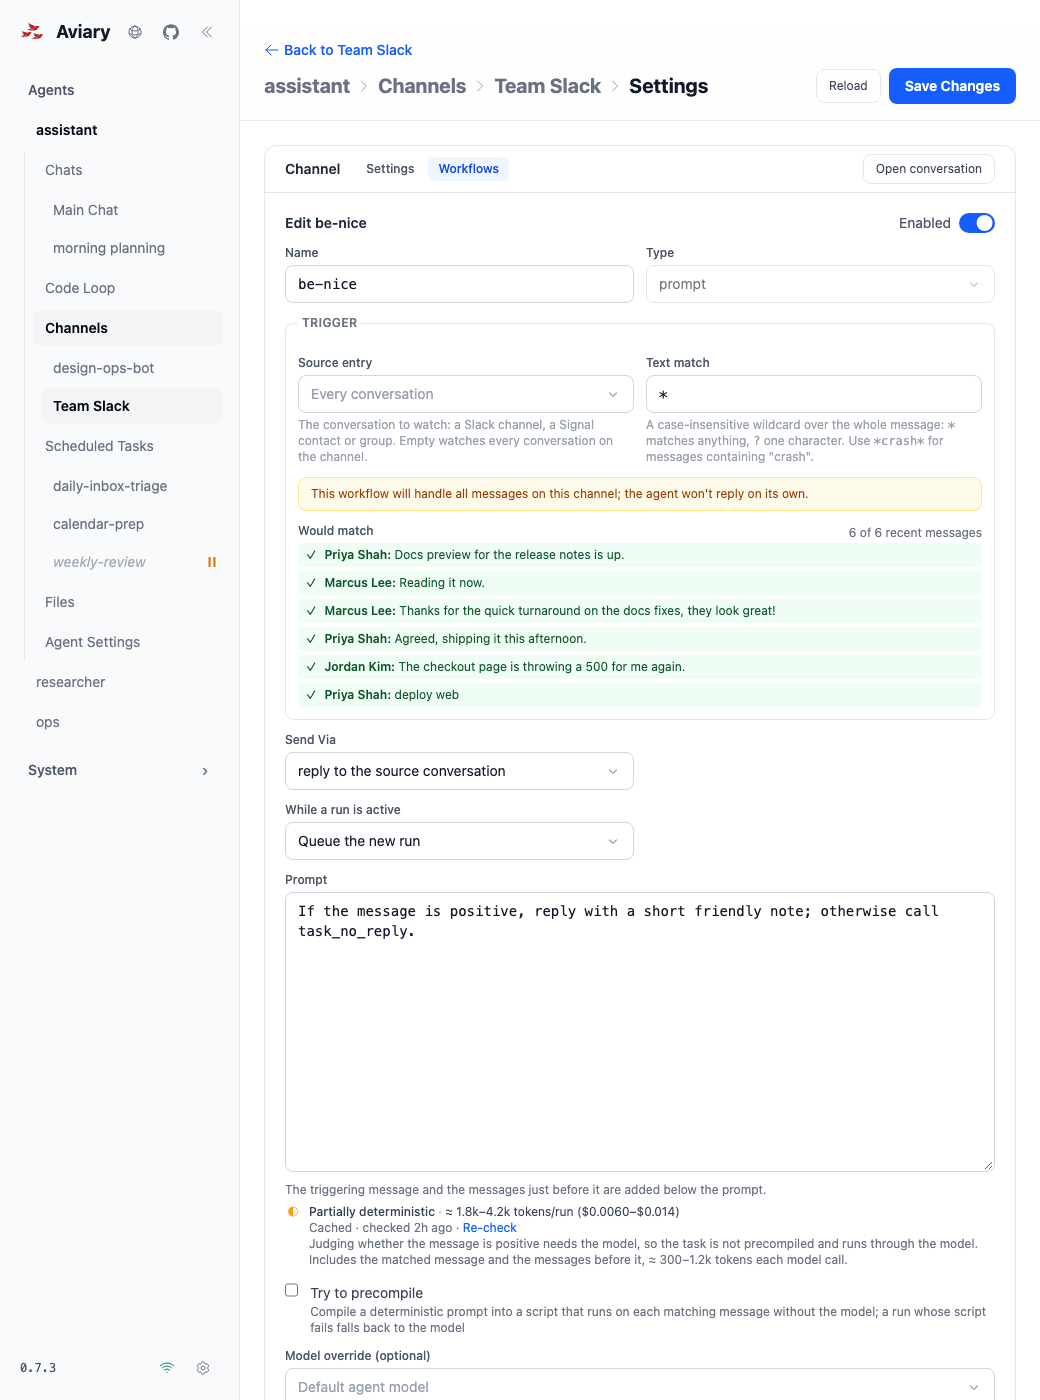 Aviary
Agents
assistant
Chats
Main Chat
morning planning
Code Loop
Channels
design-ops-bot
Team Slack
Scheduled Tasks
daily-inbox-triage
calendar-prep
weekly-review
Files
Agent Settings
researcher
ops
System
0.7.3
Back to Team Slack
assistant > Channels > Team Slack > Settings
Reload
Save Changes
Channel
Settings
Workflows
Open conversation
Edit be-nice
Enabled
Name
Type
be-nice
prompt
TRIGGER
Source entry
Text match
Every conversation
*
The conversation to watch: a Slack channel, a Signal
contact or group. Empty watches every conversation on
the channel.
A case-insensitive wildcard over the whole message: *
matches anything, ? one character. Use *crash* for
messages containing "crash".
This workflow will handle all messages on this channel; the agent won't reply on its own.
Would match
6 of 6 recent messages
✓ Priya Shah: Docs preview for the release notes is up.
✓ Marcus Lee: Reading it now.
✓ Marcus Lee: Thanks for the quick turnaround on the docs fixes, they look great!
✓ Priya Shah: Agreed, shipping it this afternoon.
✓ Jordan Kim: The checkout page is throwing a 500 for me again.
✓ Priya Shah: deploy web
Send Via
reply to the source conversation
While a run is active
Queue the new run
Prompt
If the message is positive, reply with a short friendly note; otherwise call
task_no_reply.
The triggering message and the messages just before it are added below the prompt.
Partially deterministic · ≈ 1.8k–4.2k tokens/run ($0.0060–$0.014)
Cached · checked 2h ago · Re-check
Judging whether the message is positive needs the model, so the task is not precompiled and runs through the model.
Includes the matched message and the messages before it, ≈ 300–1.2k tokens each model call.
Try to precompile
Compile a deterministic prompt into a script that runs on each matching message without the model; a run whose script
fails falls back to the model
Model override (optional)
Default agent model